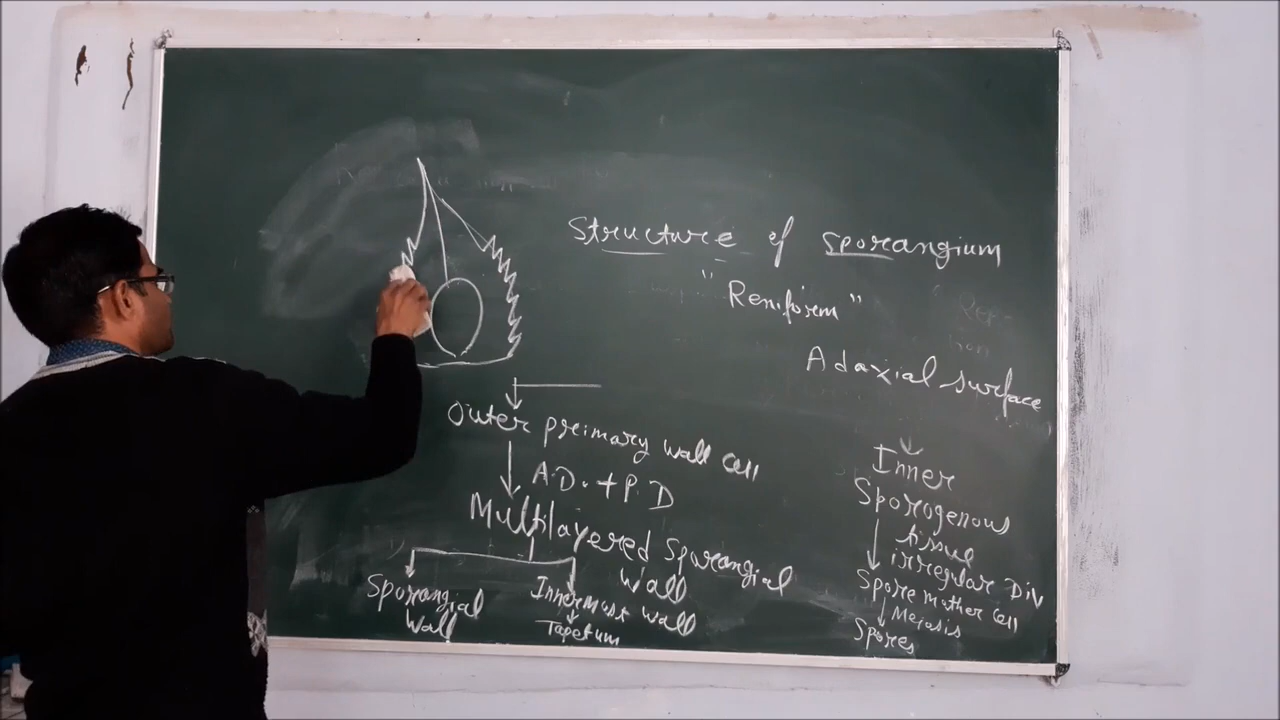 Structure of sporangium
"Reniform"
Adaxial surface
Outer primary wall cell
A.D. + P.D
Multilayered Sporangial
wall
Sporangial
Wall
Innermost wall
Tapetum
Inner
Sporogenous
tissue
irregular Div
Spore mother cell
Meiosis
Spores